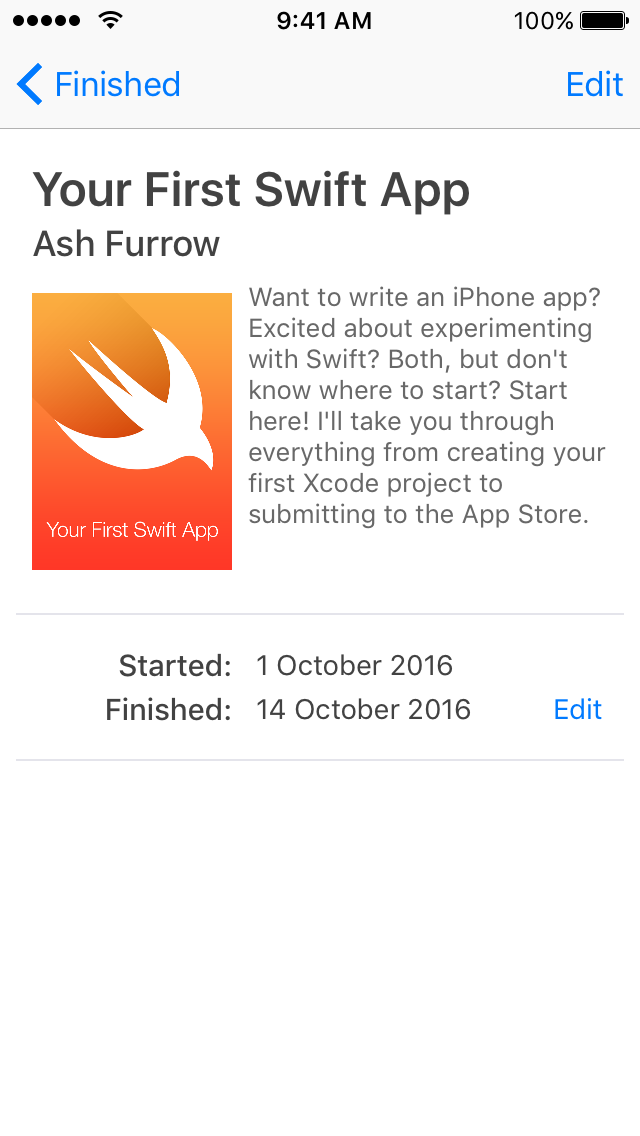 9:41 AM 100%
Finished Edit
Your First Swift App
Ash Furrow
Want to write an iPhone app?
Excited about experimenting
with Swift? Both, but don't
know where to start? Start
here! I'll take you through
everything from creating your
first Xcode project to
submitting to the App Store.
Your First Swift App
Started: 1 October 2016
Finished: 14 October 2016 Edit